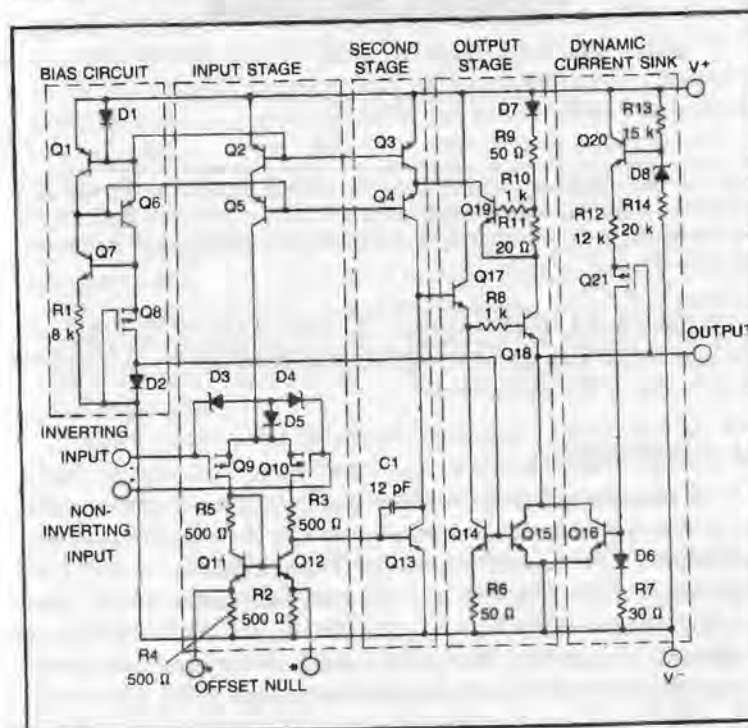 BIAS CIRCUIT
INPUT STAGE
SECOND
STAGE
OUTPUT
STAGE
DYNAMIC
CURRENT SINK
V+
D1
Q1
Q6
Q7
R1
8 k
Q8
D2
Q2
Q5
Q3
Q4
D7
R9
50 Ω
R10
1 k
Q19
R11
20 Ω
Q17
R8
1 k
Q18
Q20
R13
15 k
D8
R12
12 k
R14
20 k
Q21
OUTPUT
D3
D4
D5
INVERTING
INPUT
NON-
INVERTING
INPUT
Q9
Q10
R5
500 Ω
R3
500 Ω
C1
12 pF
Q11
Q12
Q13
Q14
Q15
Q16
D6
R2
500 Ω
R4
500 Ω
R6
50 Ω
R7
30 Ω
OFFSET NULL
V-